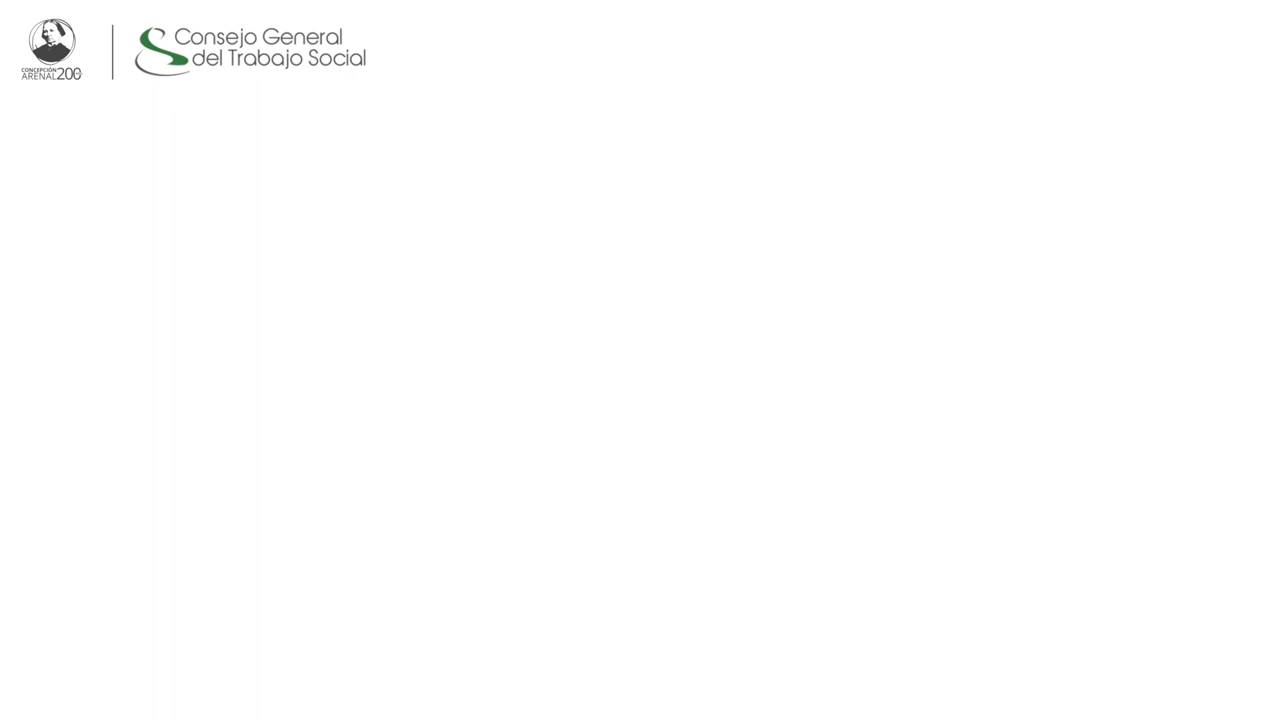 CONCEPCIÓN
ARENAL200
Consejo General
del Trabajo Social